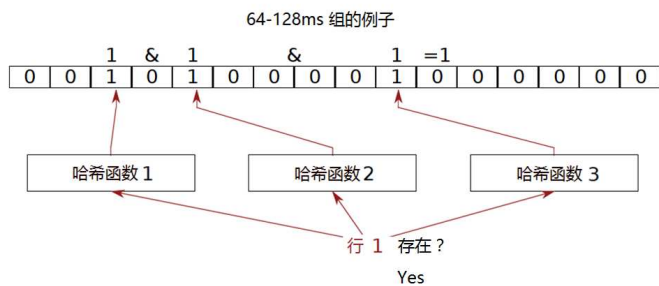 64-128ms 组的例子
1 & 1 & 1 =1
0 0 1 0 1 0 0 0 0 1 0 0 0 0 0 0
哈希函数 1 哈希函数 2 哈希函数 3
行 1 存在？
Yes